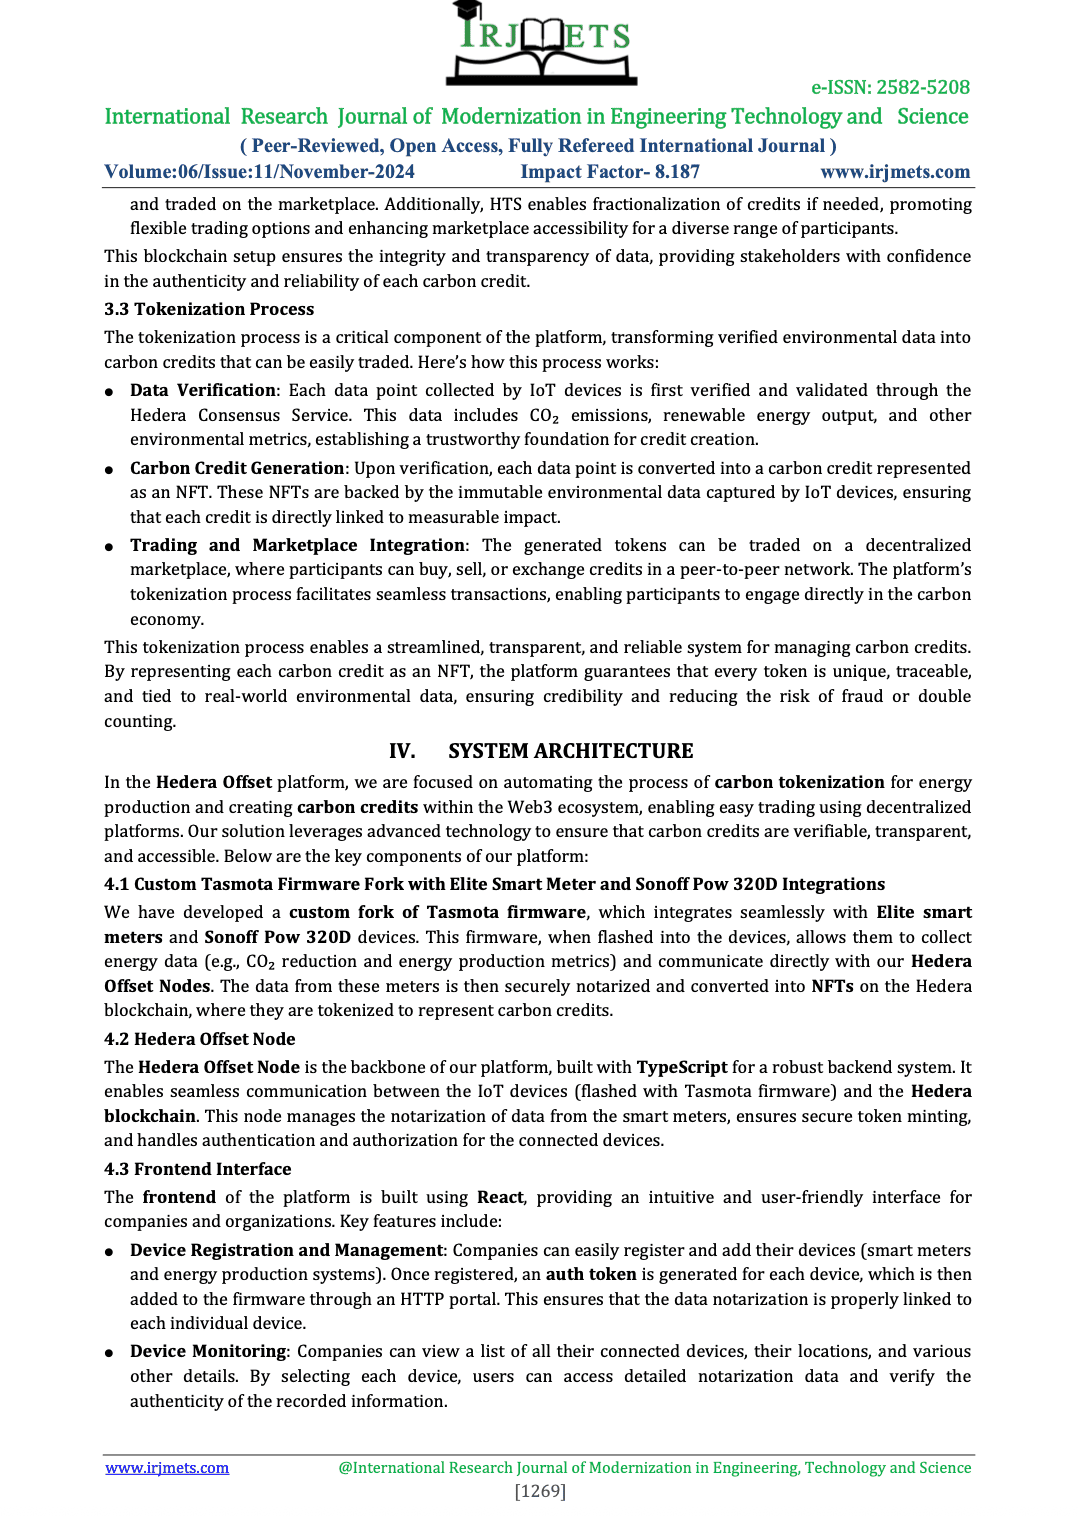 IRJMETS
e-ISSN: 2582-5208
International Research Journal of Modernization in Engineering Technology and Science
( Peer-Reviewed, Open Access, Fully Refereed International Journal )
Volume:06/Issue:11/November-2024 Impact Factor- 8.187 www.irjmets.com
and traded on the marketplace. Additionally, HTS enables fractionalization of credits if needed, promoting
flexible trading options and enhancing marketplace accessibility for a diverse range of participants.
This blockchain setup ensures the integrity and transparency of data, providing stakeholders with confidence
in the authenticity and reliability of each carbon credit.
3.3 Tokenization Process
The tokenization process is a critical component of the platform, transforming verified environmental data into
carbon credits that can be easily traded. Here’s how this process works:
● Data Verification: Each data point collected by IoT devices is first verified and validated through the
Hedera Consensus Service. This data includes CO₂ emissions, renewable energy output, and other
environmental metrics, establishing a trustworthy foundation for credit creation.
● Carbon Credit Generation: Upon verification, each data point is converted into a carbon credit represented
as an NFT. These NFTs are backed by the immutable environmental data captured by IoT devices, ensuring
that each credit is directly linked to measurable impact.
● Trading and Marketplace Integration: The generated tokens can be traded on a decentralized
marketplace, where participants can buy, sell, or exchange credits in a peer-to-peer network. The platform’s
tokenization process facilitates seamless transactions, enabling participants to engage directly in the carbon
economy.
This tokenization process enables a streamlined, transparent, and reliable system for managing carbon credits.
By representing each carbon credit as an NFT, the platform guarantees that every token is unique, traceable,
and tied to real-world environmental data, ensuring credibility and reducing the risk of fraud or double
counting.
IV. SYSTEM ARCHITECTURE
In the Hedera Offset platform, we are focused on automating the process of carbon tokenization for energy
production and creating carbon credits within the Web3 ecosystem, enabling easy trading using decentralized
platforms. Our solution leverages advanced technology to ensure that carbon credits are verifiable, transparent,
and accessible. Below are the key components of our platform:
4.1 Custom Tasmota Firmware Fork with Elite Smart Meter and Sonoff Pow 320D Integrations
We have developed a custom fork of Tasmota firmware, which integrates seamlessly with Elite smart
meters and Sonoff Pow 320D devices. This firmware, when flashed into the devices, allows them to collect
energy data (e.g., CO₂ reduction and energy production metrics) and communicate directly with our Hedera
Offset Nodes. The data from these meters is then securely notarized and converted into NFTs on the Hedera
blockchain, where they are tokenized to represent carbon credits.
4.2 Hedera Offset Node
The Hedera Offset Node is the backbone of our platform, built with TypeScript for a robust backend system. It
enables seamless communication between the IoT devices (flashed with Tasmota firmware) and the Hedera
blockchain. This node manages the notarization of data from the smart meters, ensures secure token minting,
and handles authentication and authorization for the connected devices.
4.3 Frontend Interface
The frontend of the platform is built using React, providing an intuitive and user-friendly interface for
companies and organizations. Key features include:
● Device Registration and Management: Companies can easily register and add their devices (smart meters
and energy production systems). Once registered, an auth token is generated for each device, which is then
added to the firmware through an HTTP portal. This ensures that the data notarization is properly linked to
each individual device.
● Device Monitoring: Companies can view a list of all their connected devices, their locations, and various
other details. By selecting each device, users can access detailed notarization data and verify the
authenticity of the recorded information.
www.irjmets.com @International Research Journal of Modernization in Engineering, Technology and Science
[1269]